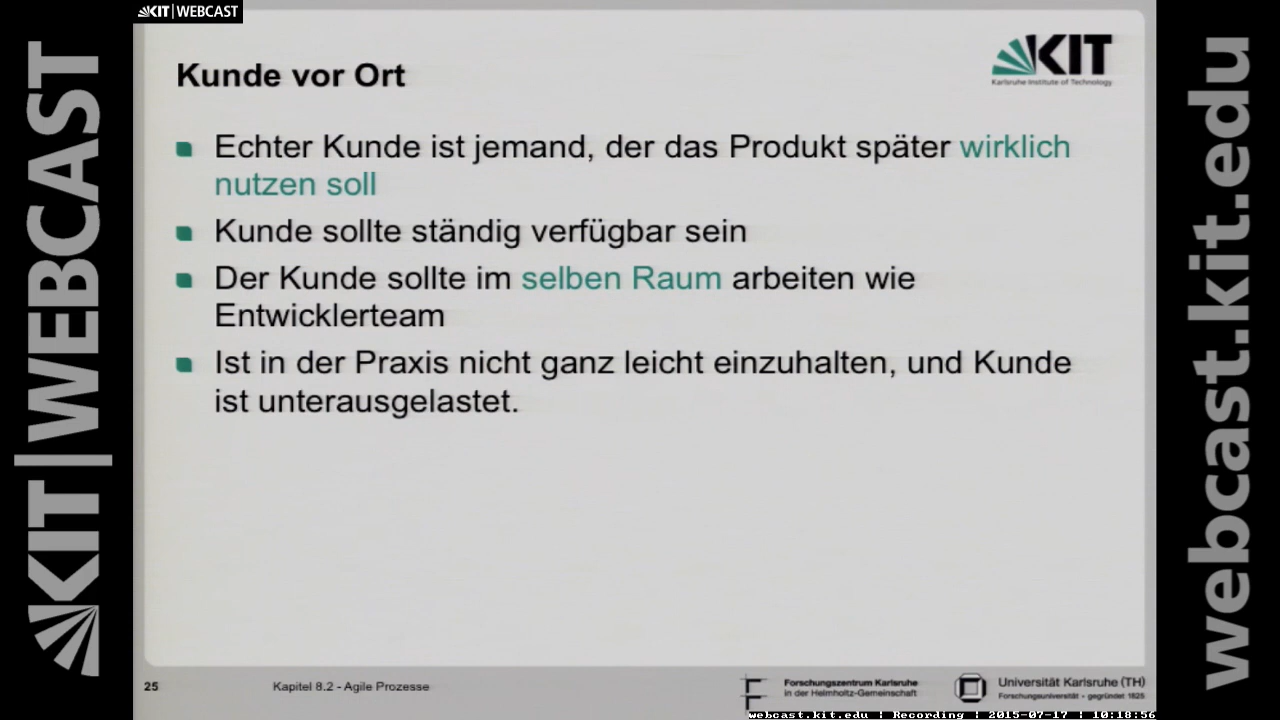 KIT|WEBCAST
KIT|WEBCAST
Kunde vor Ort
KIT
Karlsruhe Institute of Technology
Echter Kunde ist jemand, der das Produkt später wirklich
nutzen soll
Kunde sollte ständig verfügbar sein
Der Kunde sollte im selben Raum arbeiten wie
Entwicklerteam
Ist in der Praxis nicht ganz leicht einzuhalten, und Kunde
ist unterausgelastet.
25
Kapitel 8.2 - Agile Prozesse
Forschungszentrum Karlsruhe
in der Helmholtz-Gemeinschaft
Universität Karlsruhe (TH)
Forschungsuniversität - gegründet 1825
webcast.kit.edu | Recording | 2015-07-17 | 10:18:56
webcast.kit.edu